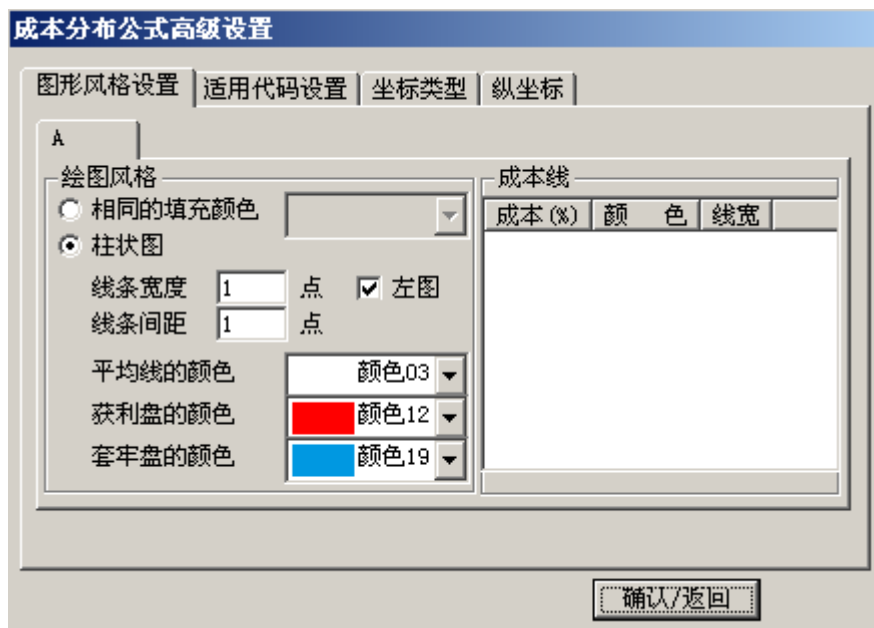 成本分布公式高级设置
图形风格设置 适用代码设置 坐标类型 纵坐标
A
绘图风格
相同的填充颜色
柱状图
线条宽度 1 点 左图
线条间距 1 点
平均线的颜色 颜色03
获利盘的颜色 颜色12
套牢盘的颜色 颜色19
成本线
成本(%) 颜 色 线宽
确认/返回